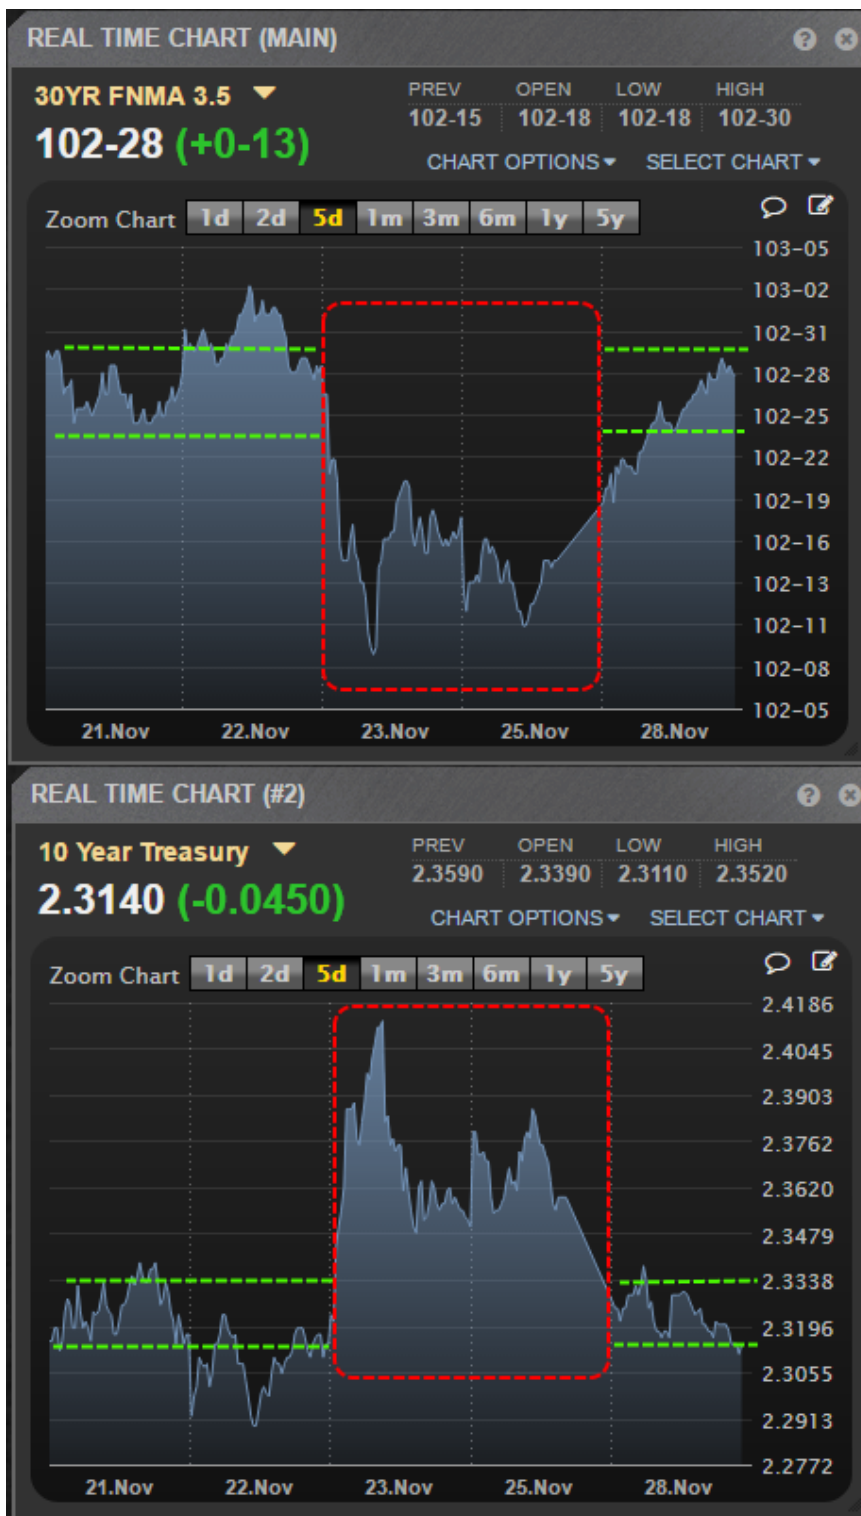 REAL TIME CHART (MAIN)
30YR FNMA 3.5
PREV OPEN LOW HIGH
102-28 (+0-13)
102-15 102-18 102-18 102-30
CHART OPTIONS SELECT CHART
Zoom Chart 1d 2d 5d 1m 3m 6m 1y 5y
103-05
103-02
102-31
102-28
102-25
102-22
102-19
102-16
102-13
102-11
102-08
102-05
21.Nov 22.Nov 23.Nov 25.Nov 28.Nov
REAL TIME CHART (#2)
10 Year Treasury
PREV OPEN LOW HIGH
2.3140 (-0.0450)
2.3590 2.3390 2.3110 2.3520
CHART OPTIONS SELECT CHART
Zoom Chart 1d 2d 5d 1m 3m 6m 1y 5y
2.4186
2.4045
2.3903
2.3762
2.3620
2.3479
2.3338
2.3196
2.3055
2.2913
2.2772
21.Nov 22.Nov 23.Nov 25.Nov 28.Nov